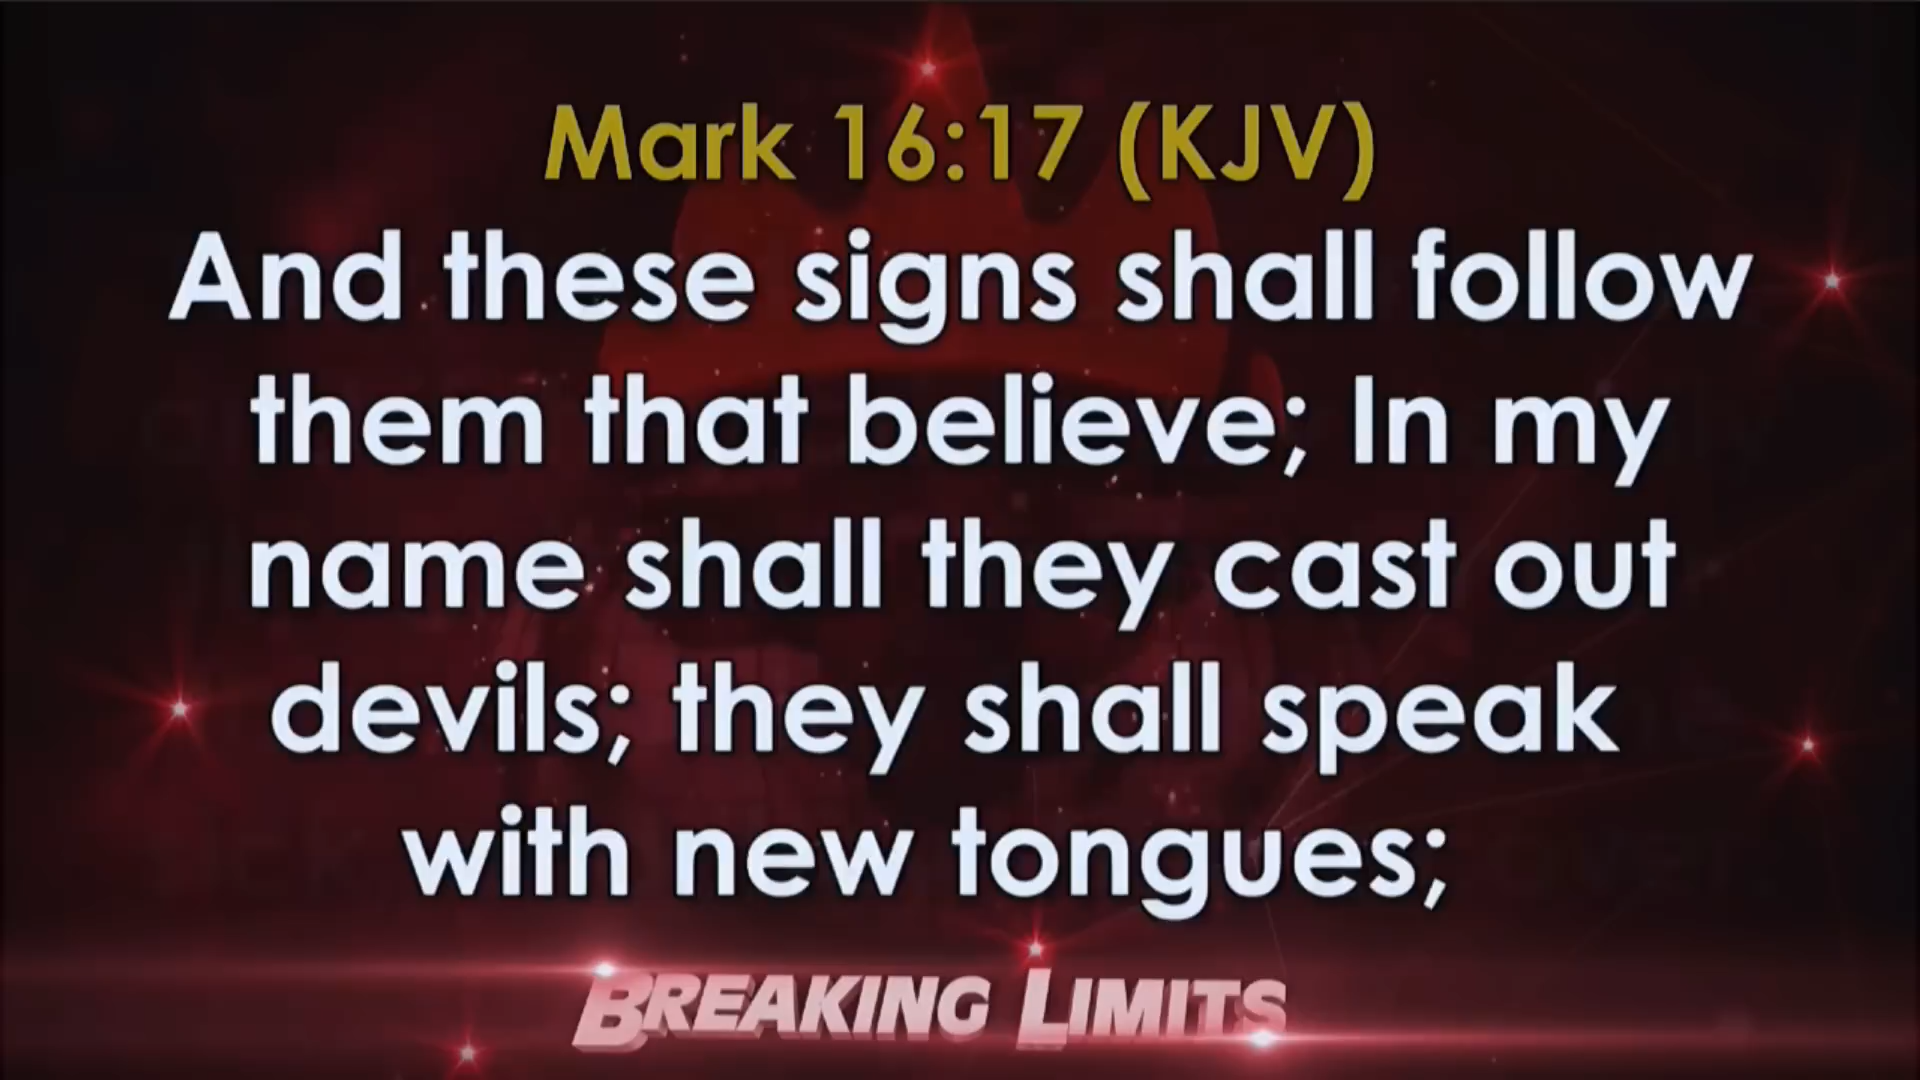 Mark 16:17 (KJV)
And these signs shall follow
them that believe; In my
name shall they cast out
devils; they shall speak
with new tongues;
BREAKING LIMITS